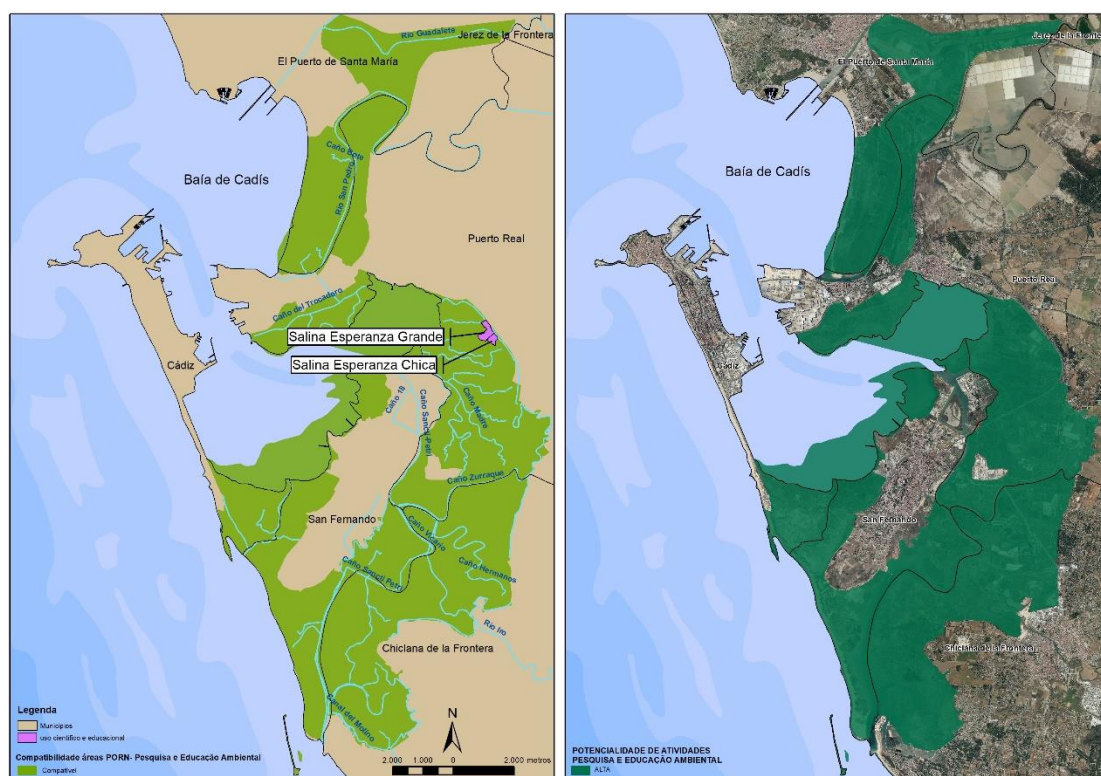 Río Guadalete
Jerez de la Frontera
El Puerto de Santa María
Caño Bote
Baía de Cadís
Río San Pedro
Puerto Real
Caño del Trocadero
Salina Esperanza Grande
Salina Esperanza Chica
Cádiz
Caño 18
Caño Sancti-Petri
Caño Madre
Caño Zurraque
San Fernando
Caño Vicario
Caño Hermanos
Caño Sancti Petri
Río Iro
Chiclana de la Frontera
Canal del Molino
Legenda
Municípios
uso científico e educacional
Compatibilidade áreas PORN- Pesquisa e Educação Ambiental
Compatível
N
2.000 1.000 0 2.000 metros
Jerez de la Frontera
El Puerto de Santa María
Baía de Cadís
Puerto Real
Cádiz
San Fernando
Chiclana de la Frontera
POTENCIALIDADE DE ATIVIDADES
PESQUISA E EDUCAÇÃO AMBIENTAL
ALTA